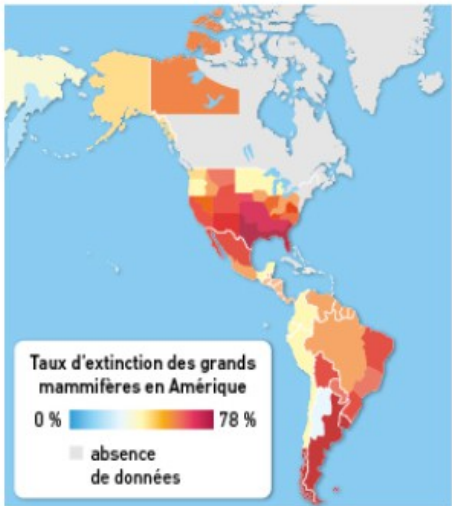 Taux d'extinction des grands
mammifères en Amérique
0 % 78 %
absence
de données